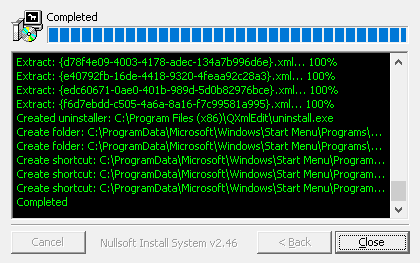 Completed
Extract: {d78f4e09-4003-4178-adec-134a7b996d6e}.xml... 100%
Extract: {e40792fb-16de-4418-9320-4feaa92c28a3}.xml... 100%
Extract: {edc60671-0ae0-401b-989d-5d0b82976bce}.xml... 100%
Extract: {f6d7ebdd-c505-4a6a-8a16-f7c99581a995}.xml... 100%
Created uninstaller: C:\Program Files (x86)\QXmlEdit\uninstall.exe
Create folder: C:\ProgramData\Microsoft\Windows\Start Menu\Programs\...
Create folder: C:\ProgramData\Microsoft\Windows\Start Menu\Programs\...
Create shortcut: C:\ProgramData\Microsoft\Windows\Start Menu\Program...
Create shortcut: C:\ProgramData\Microsoft\Windows\Start Menu\Program...
Create shortcut: C:\ProgramData\Microsoft\Windows\Start Menu\Program...
Completed
Cancel Nullsoft Install System v2.46 < Back Close